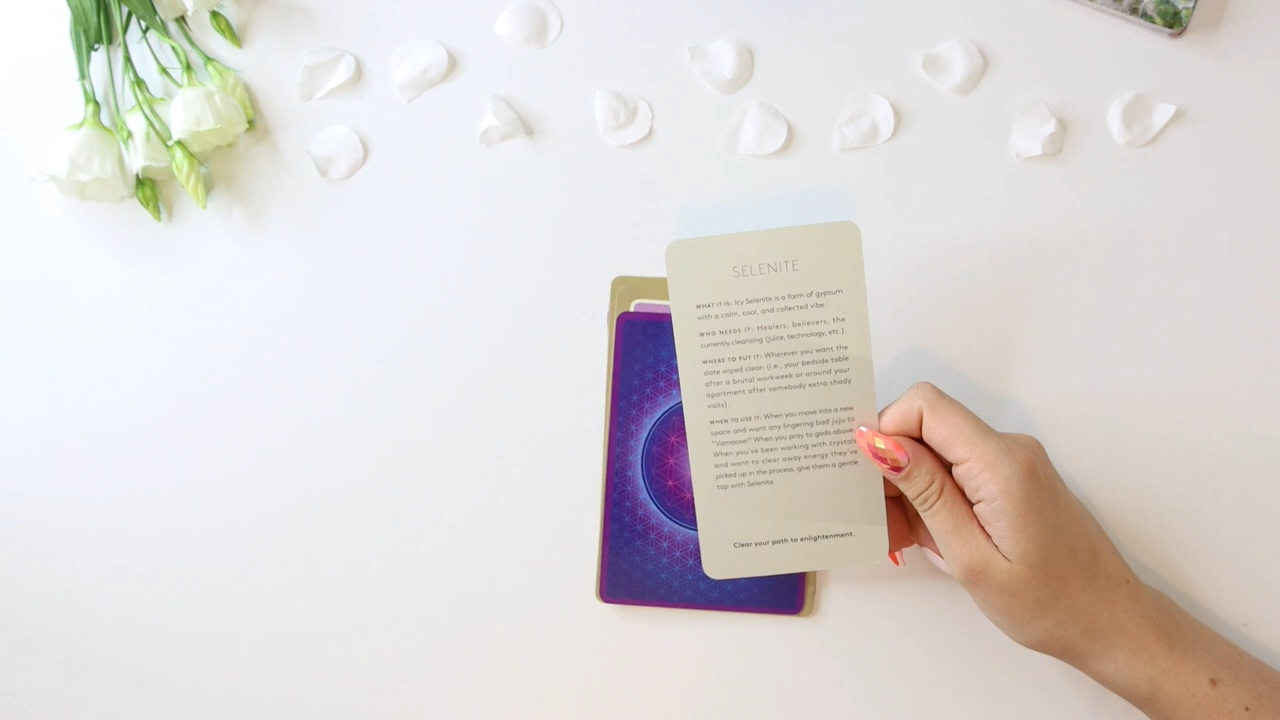 SELENITE
WHAT IT IS: Icy Selenite is a form of gypsum
with a calm, cool, and collected vibe.
WHO NEEDS IT: Healers, believers, the
currently cleansing (juice, technology, etc.).
WHERE TO PUT IT: Wherever you want the
slate wiped clean (i.e., your bedside table
after a brutal workweek or around your
apartment after somebody extra shady
visits).
WHEN TO USE IT: When you move into a new
space and want any lingering bad juju to
"Vamoose!" When you pray to gods above.
When you've been working with crystals
and want to clear away energy they've
picked up in the process, give them a gentle
tap with Selenite.
Clear your path to enlightenment.